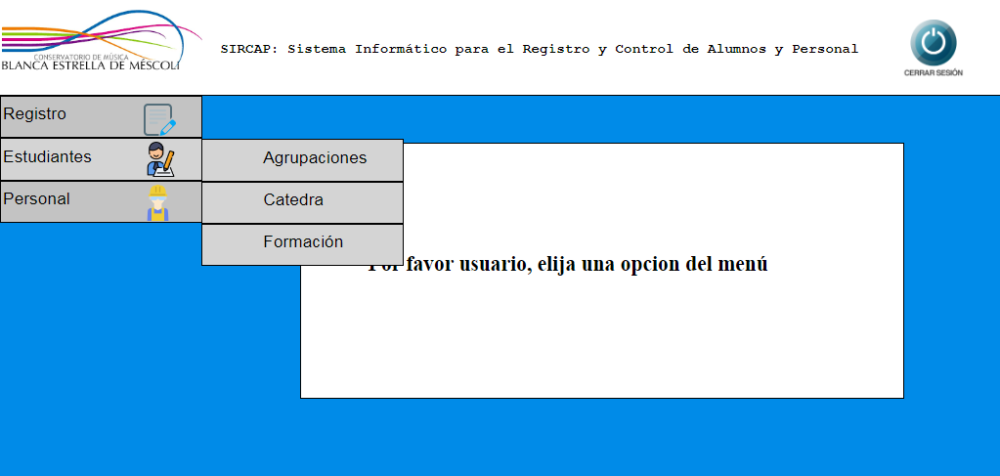 CONSERVATORIO DE MÚSICA
BLANCA ESTRELLA DE MÉSCOLI
SIRCAP: Sistema Informático para el Registro y Control de Alumnos y Personal
CERRAR SESIÓN
Registro
Estudiantes
Personal
Agrupaciones
Catedra
Formación
Por favor usuario, elija una opcion del menú